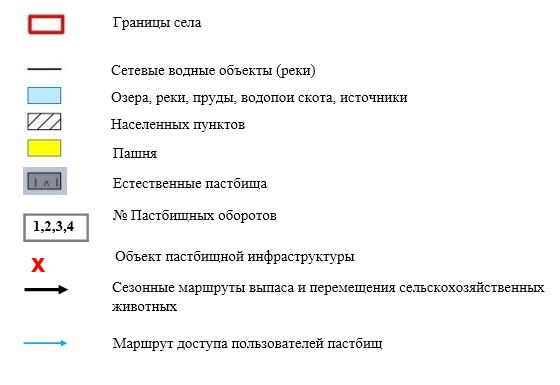 Границы села
Сетевые водные объекты (реки)
Озера, реки, пруды, водопои скота, источники
Населенных пунктов
Пашня
Естественные пастбища
№ Пастбищных оборотов
1,2,3,4
Объект пастбищной инфраструктуры
X
Сезонные маршруты выпаса и перемещения сельскохозяйственных
животных
Маршрут доступа пользователей пастбищ